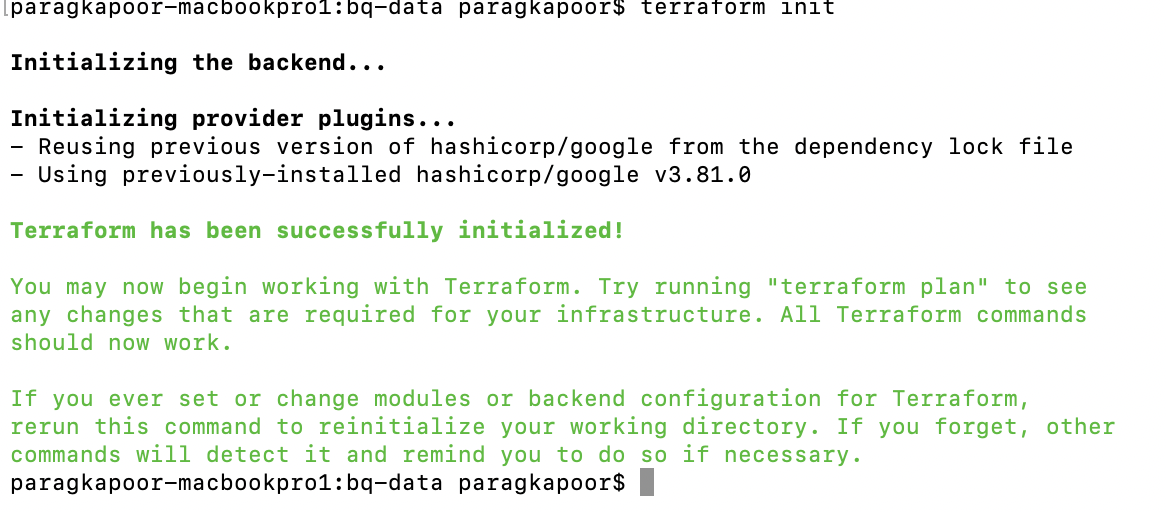 paragkapoor-macbookpro1:bq-data paragkapoor$ terraform init
Initializing the backend...
Initializing provider plugins...
- Reusing previous version of hashicorp/google from the dependency lock file
- Using previously-installed hashicorp/google v3.81.0
Terraform has been successfully initialized!
You may now begin working with Terraform. Try running "terraform plan" to see
any changes that are required for your infrastructure. All Terraform commands
should now work.
If you ever set or change modules or backend configuration for Terraform,
rerun this command to reinitialize your working directory. If you forget, other
commands will detect it and remind you to do so if necessary.
paragkapoor-macbookpro1:bq-data paragkapoor$